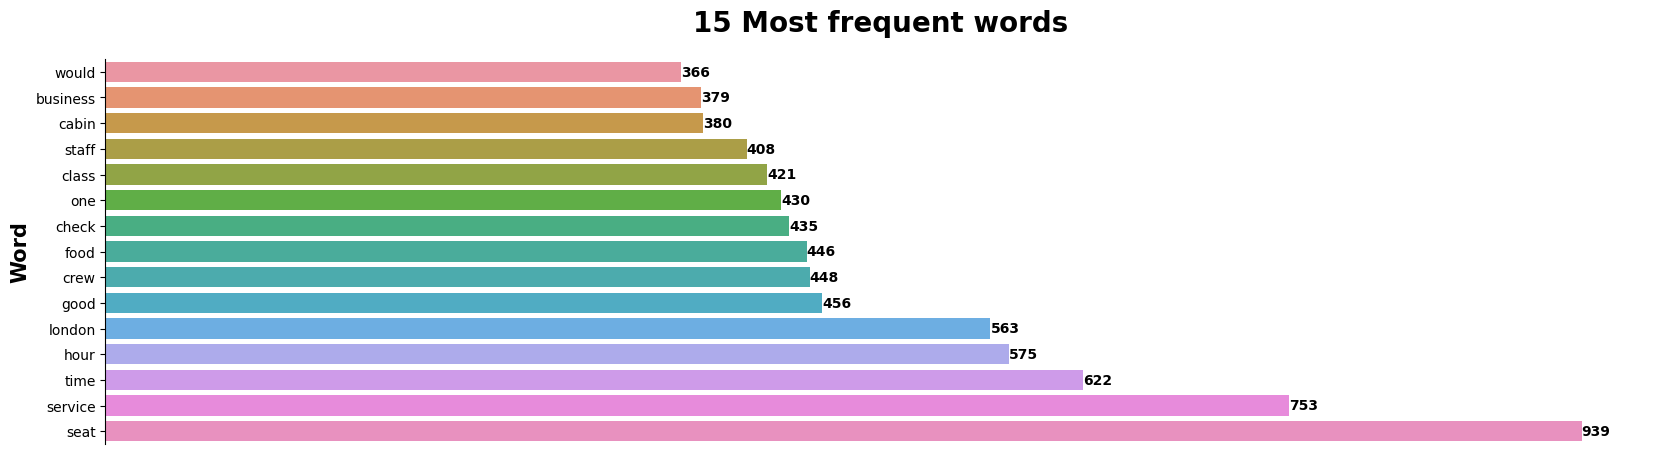 15 Most frequent words
Word
would 366
business 379
cabin 380
staff 408
class 421
one 430
check 435
food 446
crew 448
good 456
london 563
hour 575
time 622
service 753
seat 939